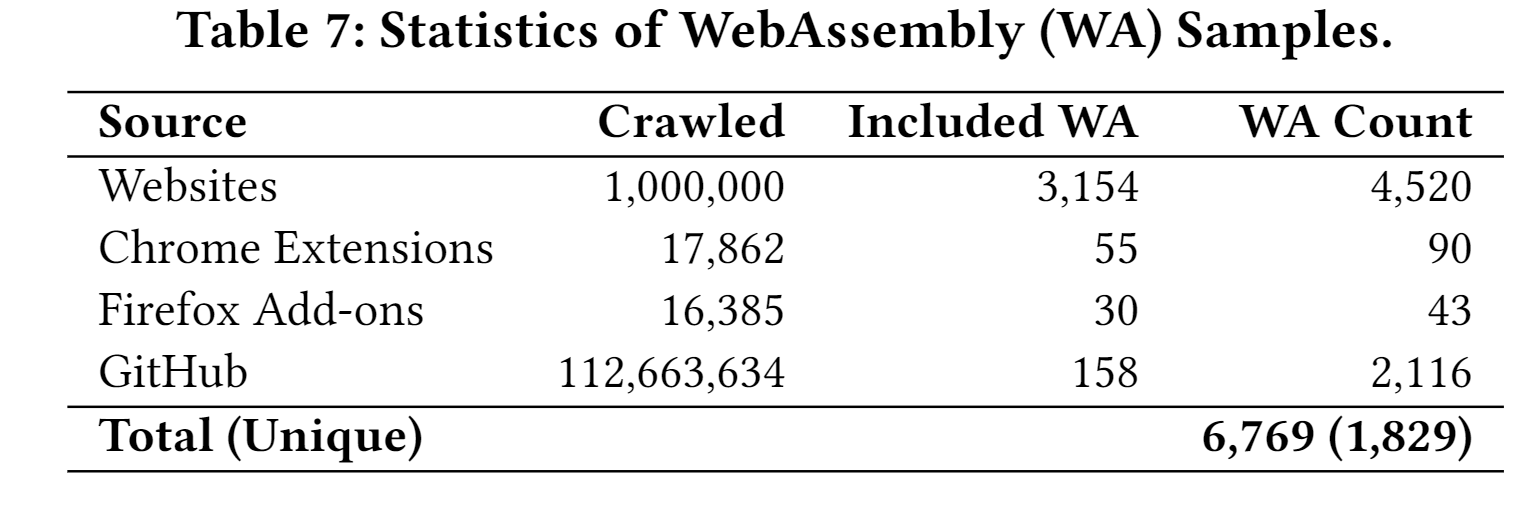 Table 7: Statistics of WebAssembly (WA) Samples.
Source Crawled Included WA WA Count
Websites 1,000,000 3,154 4,520
Chrome Extensions 17,862 55 90
Firefox Add-ons 16,385 30 43
GitHub 112,663,634 158 2,116
Total (Unique) 6,769 (1,829)